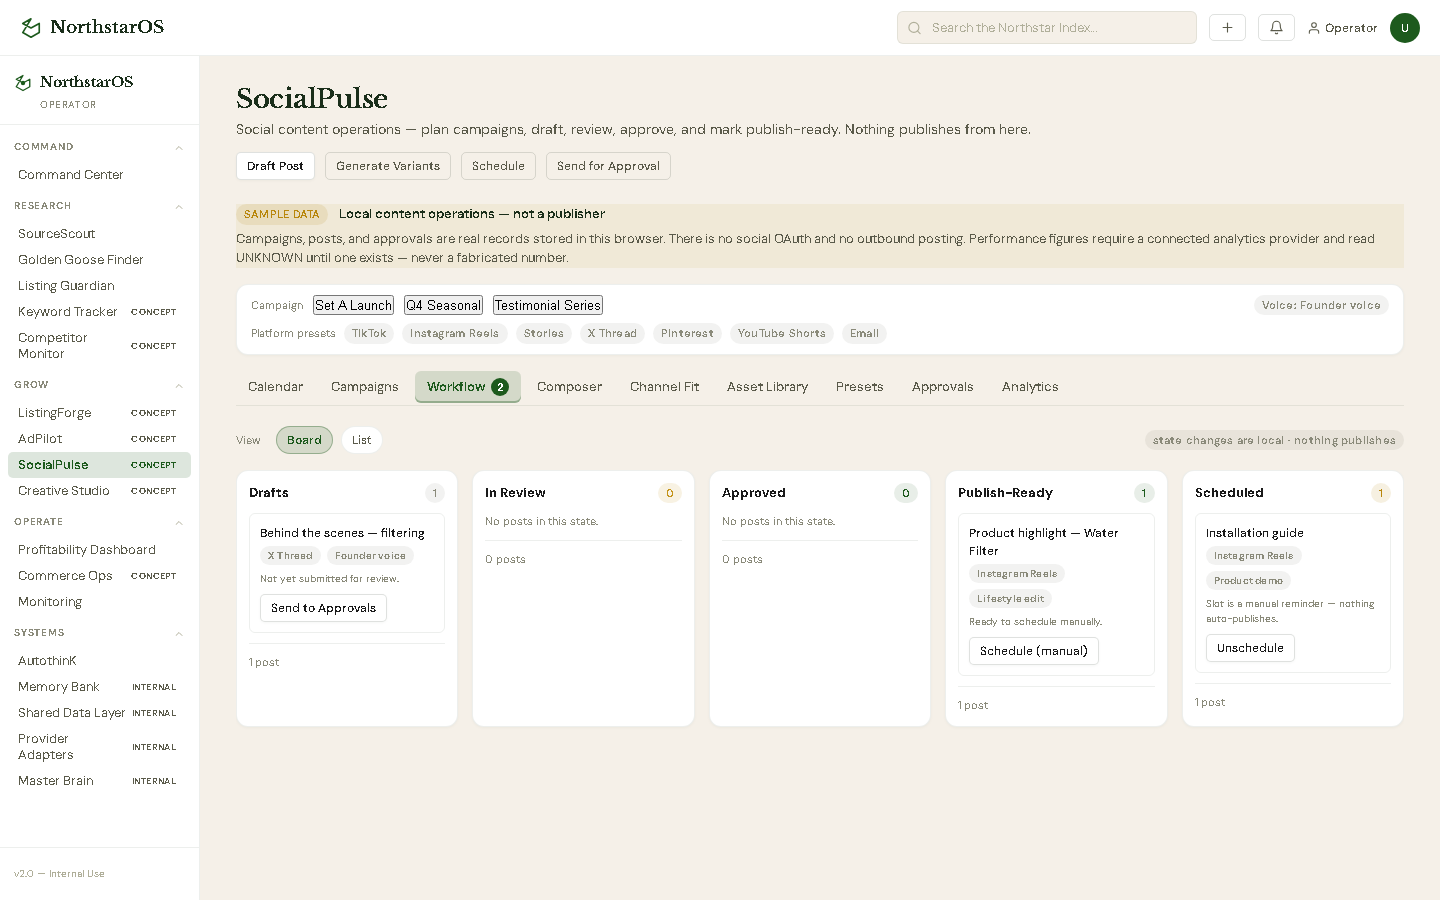 NorthstarOS
Search the Northstar Index...
Operator
U
NorthstarOS
OPERATOR
COMMAND
Command Center
RESEARCH
SourceScout
Golden Goose Finder
Listing Guardian
Keyword Tracker CONCEPT
Competitor
Monitor
CONCEPT
GROW
ListingForge CONCEPT
AdPilot CONCEPT
SocialPulse CONCEPT
Creative Studio CONCEPT
OPERATE
Profitability Dashboard
Commerce Ops CONCEPT
Monitoring
SYSTEMS
AutothinK
Memory Bank INTERNAL
Shared Data Layer INTERNAL
Provider
Adapters
INTERNAL
Master Brain INTERNAL
v2.0 — Internal Use
SocialPulse
Social content operations — plan campaigns, draft, review, approve, and mark publish-ready. Nothing publishes from here.
Draft Post Generate Variants Schedule Send for Approval
SAMPLE DATA Local content operations — not a publisher
Campaigns, posts, and approvals are real records stored in this browser. There is no social OAuth and no outbound posting. Performance figures require a connected analytics provider and read
UNKNOWN until one exists — never a fabricated number.
Campaign Set A Launch Q4 Seasonal Testimonial Series Voice: Founder voice
Platform presets TikTok Instagram Reels Stories X Thread Pinterest YouTube Shorts Email
Calendar Campaigns Workflow 2 Composer Channel Fit Asset Library Presets Approvals Analytics
View Board List state changes are local · nothing publishes
Drafts 1
Behind the scenes — filtering
X Thread Founder voice
Not yet submitted for review.
Send to Approvals
1 post
In Review 0
No posts in this state.
0 posts
Approved 0
No posts in this state.
0 posts
Publish-Ready 1
Product highlight — Water
Filter
Instagram Reels
Lifestyle edit
Ready to schedule manually.
Schedule (manual)
1 post
Scheduled 1
Installation guide
Instagram Reels
Product demo
Slot is a manual reminder — nothing
auto-publishes.
Unschedule
1 post